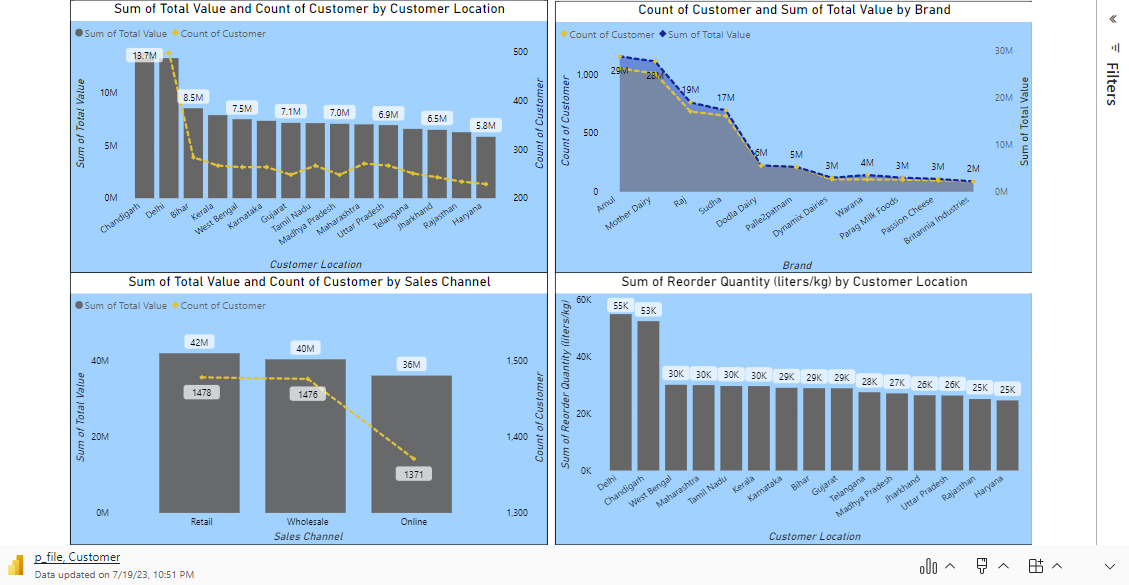 Sum of Total Value and Count of Customer by Customer Location
Sum of Total Value Count of Customer
Sum of Total Value
10M
5M
0M
13.7M
8.5M
7.5M
7.1M
7.0M
6.9M
6.5M
5.8M
500
400
300
200
Count of Customer
Chandigarh
Delhi
Bihar
Kerala
West Bengal
Karnataka
Gujarat
Tamil Nadu
Madhya Pradesh
Maharashtra
Uttar Pradesh
Telangana
Jharkhand
Rajasthan
Haryana
Customer Location
Count of Customer and Sum of Total Value by Brand
Count of Customer Sum of Total Value
Count of Customer
1,000
500
0
29M
28M
19M
17M
6M
5M
3M
4M
3M
3M
2M
30M
20M
10M
0M
Sum of Total Value
Amul
Mother Dairy
Raj
Sudha
Dodla Dairy
Palle2patnam
Dynamix Dairies
Warana
Parag Milk Foods
Passion Cheese
Britannia Industries
Brand
Sum of Total Value and Count of Customer by Sales Channel
Sum of Total Value Count of Customer
Sum of Total Value
40M
20M
0M
42M
40M
36M
1478
1476
1371
1,500
1,400
1,300
Count of Customer
Retail
Wholesale
Online
Sales Channel
Sum of Reorder Quantity (liters/kg) by Customer Location
Sum of Reorder Quantity (liters/kg)
60K
40K
20K
0K
55K
53K
30K
30K
30K
30K
29K
29K
29K
28K
27K
26K
26K
25K
25K
Delhi
Chandigarh
West Bengal
Maharashtra
Tamil Nadu
Kerala
Karnataka
Bihar
Gujarat
Telangana
Madhya Pradesh
Jharkhand
Uttar Pradesh
Rajasthan
Haryana
Customer Location
Filters
p_file, Customer
Data updated on 7/19/23, 10:51 PM